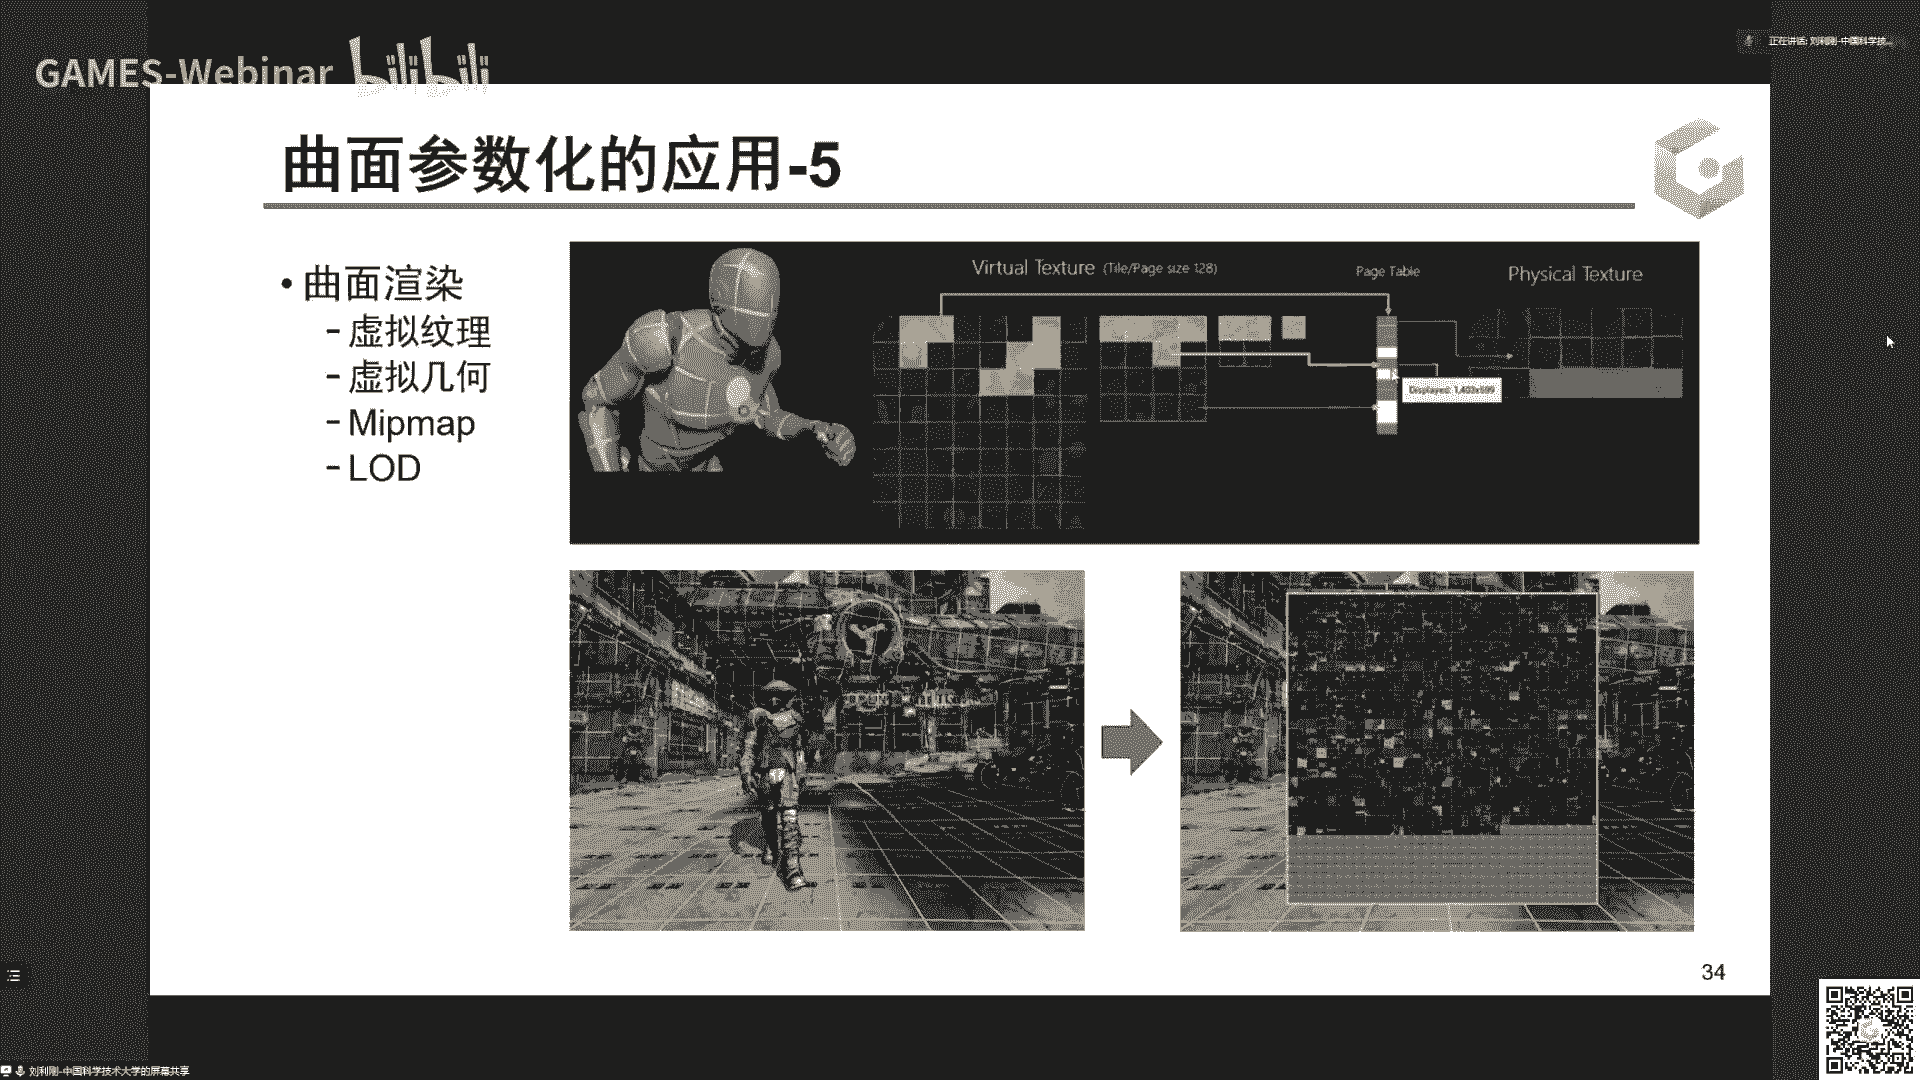 GAMES-Webinar bilibili
正在讲话: 刘利刚-中国科学技...
曲面参数化的应用-5
• 曲面渲染
- 虚拟纹理
- 虚拟几何
- Mipmap
- LOD
Virtual Texture (Tile/Page size 128)
Page Table
Physical Texture
34
刘利刚-中国科学技术大学的屏幕共享